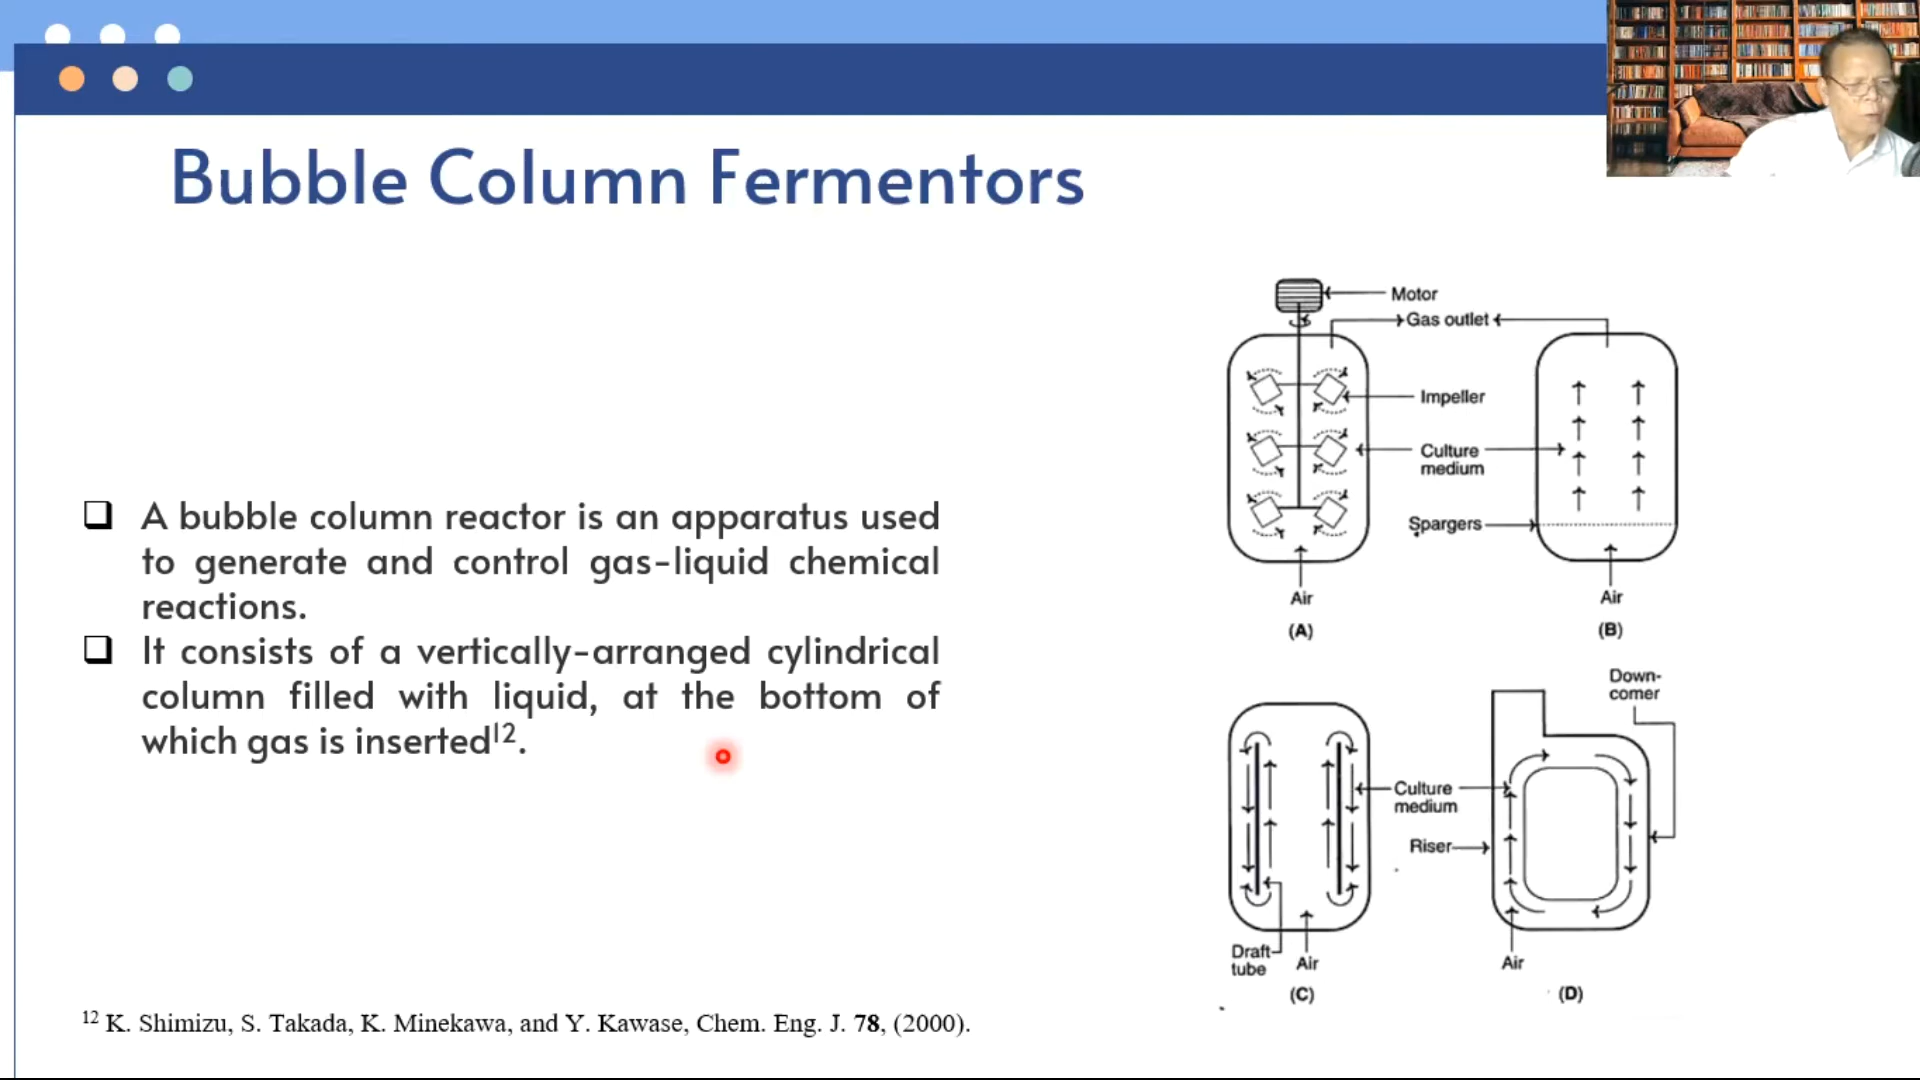 Bubble Column Fermentors
❑ A bubble column reactor is an apparatus used
to generate and control gas-liquid chemical
reactions.
❑ It consists of a vertically-arranged cylindrical
column filled with liquid, at the bottom of
which gas is inserted¹².
¹² K. Shimizu, S. Takada, K. Minekawa, and Y. Kawase, Chem. Eng. J. 78, (2000).
Motor
Gas outlet
Impeller
Culture
medium
Spargers
Air
Air
(A)
(B)
Down-
comer
Culture
medium
Riser
Draft
tube
Air
Air
(C)
(D)